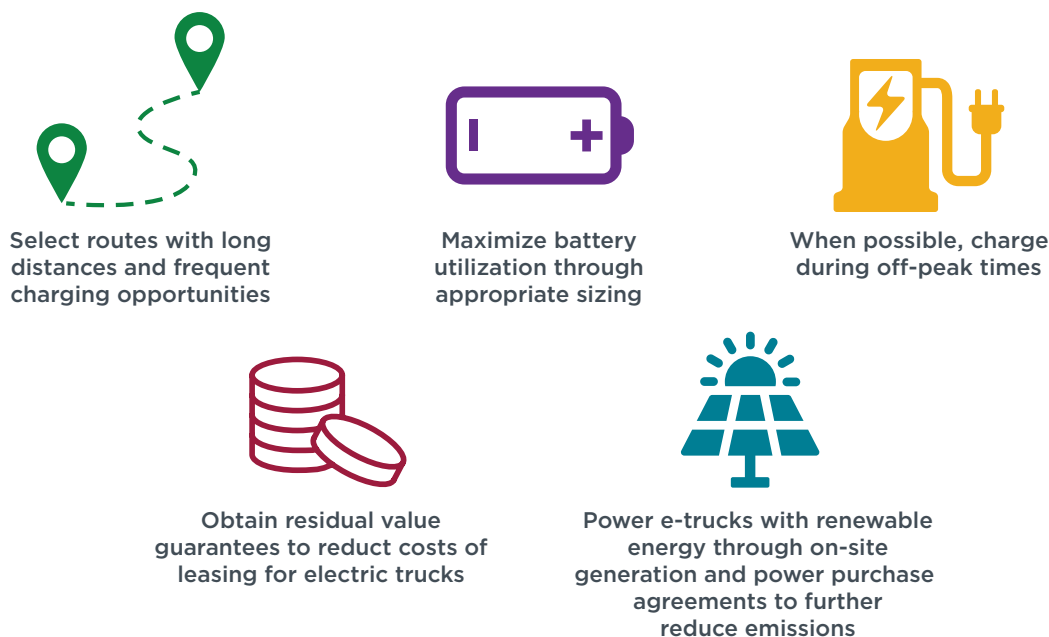 Select routes with long
distances and frequent
charging opportunities
Maximize battery
utilization through
appropriate sizing
When possible, charge
during off-peak times
Obtain residual value
guarantees to reduct costs of
leasing for electric trucks
Power e-trucks with renewable
energy through on-site
generation and power purchase
agreements to further
reduce emissions